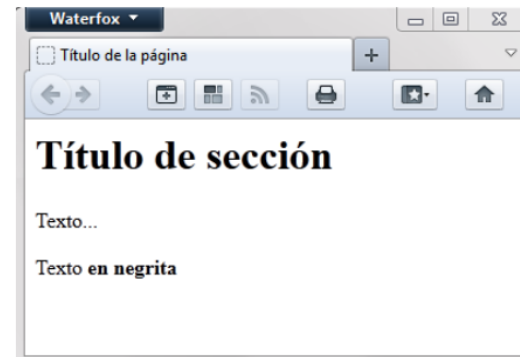 Waterfox
Título de la página
Título de sección
Texto...
Texto en negrita